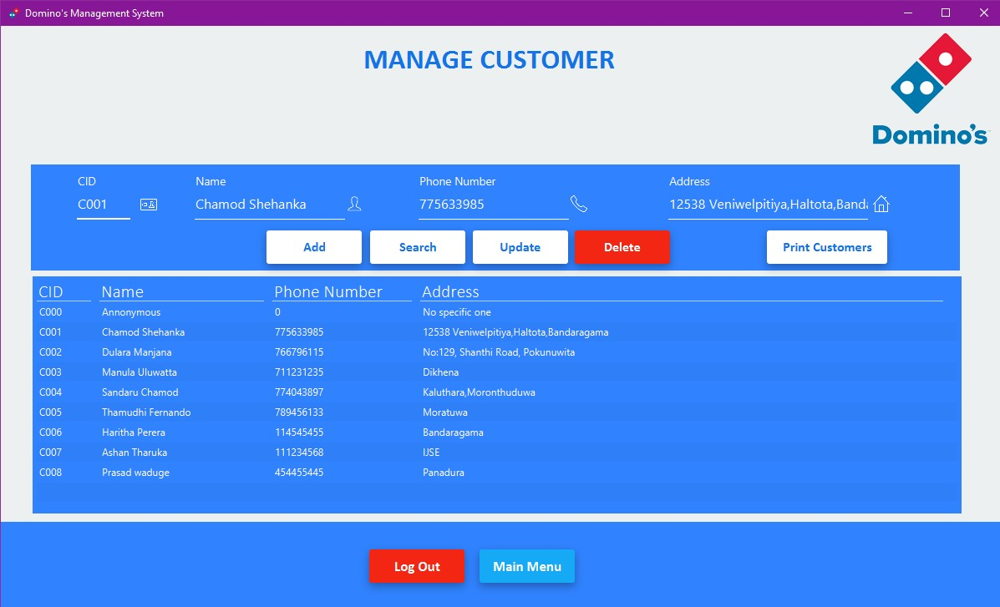 Domino's Management System
MANAGE CUSTOMER
Domino's
CID Name Phone Number Address
C001 Chamod Shehanka 775633985 12538 Veniwelpitiya,Haltota,Banda
Add Search Update Delete Print Customers
CID Name Phone Number Address
C000 Annonymous 0 No specific one
C001 Chamod Shehanka 775633985 12538 Veniwelpitiya,Haltota,Bandaragama
C002 Dulara Manjana 766796115 No:129, Shanthi Road, Pokunuwita
C003 Manula Uluwatta 711231235 Dikhena
C004 Sandaru Chamod 774043897 Kaluthara,Moronthuduwa
C005 Thamudhi Fernando 789456133 Moratuwa
C006 Haritha Perera 114545455 Bandaragama
C007 Ashan Tharuka 111234568 IJSE
C008 Prasad waduge 454455445 Panadura
Log Out Main Menu